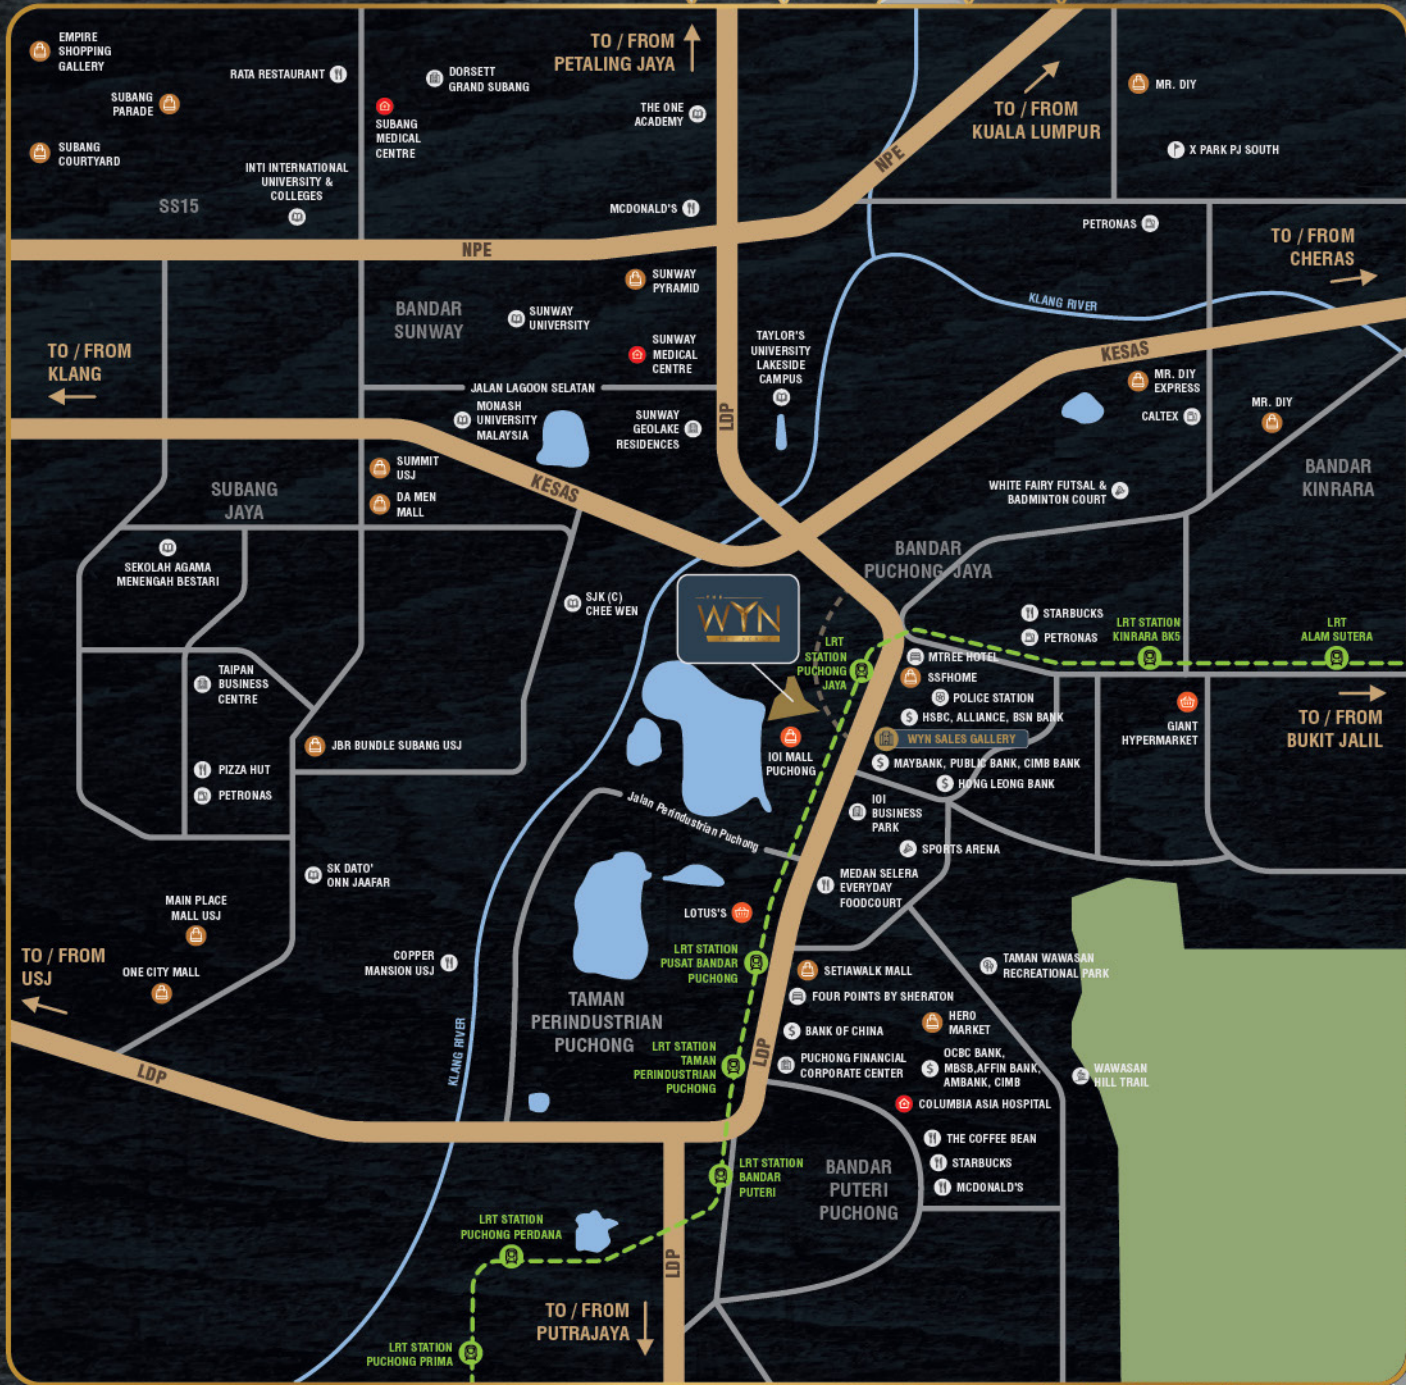 EMPIRE
SHOPPING
GALLERY
SUBANG
PARADE
SUBANG
COURTYARD
RATA RESTAURANT
INTI INTERNATIONAL
UNIVERSITY &
COLLEGES
SS15
DORSETT
GRAND SUBANG
SUBANG
MEDICAL
CENTRE
TO / FROM
PETALING JAYA
THE ONE
ACADEMY
MCDONALD'S
TO / FROM
KUALA LUMPUR
NPE
MR. DIY
X PARK PJ SOUTH
PETRONAS
TO / FROM
CHERAS
NPE
BANDAR
SUNWAY
SUNWAY
PYRAMID
SUNWAY
UNIVERSITY
SUNWAY
MEDICAL
CENTRE
TAYLOR'S
UNIVERSITY
LAKESIDE
CAMPUS
KLANG RIVER
KESAS
TO / FROM
KLANG
JALAN LAGOON SELATAN
MONASH
UNIVERSITY
MALAYSIA
SUNWAY
GEOLAKE
RESIDENCES
LDP
MR. DIY
EXPRESS
CALTEX
MR. DIY
BANDAR
KINRARA
SUMMIT
USJ
DA MEN
MALL
SUBANG
JAYA
KESAS
WHITE FAIRY FUTSAL &
BADMINTON COURT
BANDAR
PUCHONG JAYA
SEKOLAH AGAMA
MENENGAH BESTARI
SJK (C)
CHEE WEN
THE
WYN
LRT
STATION
PUCHONG
JAYA
STARBUCKS
PETRONAS
LRT STATION
KINRARA BK5
LRT
ALAM SUTERA
MTREE HOTEL
SSFHOME
POLICE STATION
HSBC, ALLIANCE, BSN BANK
WYN SALES GALLERY
MAYBANK, PUBLIC BANK, CIMB BANK
HONG LEONG BANK
GIANT
HYPERMARKET
TO / FROM
BUKIT JALIL
TAIPAN
BUSINESS
CENTRE
JBR BUNDLE SUBANG USJ
PIZZA HUT
PETRONAS
IOI MALL
PUCHONG
Jalan Perindustrian Puchong
IOI
BUSINESS
PARK
SPORTS ARENA
MEDAN SELERA
EVERYDAY
FOODCOURT
SK DATO'
ONN JAAFAR
MAIN PLACE
MALL USJ
ONE CITY MALL
TO / FROM
USJ
COPPER
MANSION USJ
LOTUS'S
LRT STATION
PUSAT BANDAR
PUCHONG
SETIAWALK MALL
FOUR POINTS BY SHERATON
TAMAN WAWASAN
RECREATIONAL PARK
HERO
MARKET
BANK OF CHINA
TAMAN
PERINDUSTRIAN
PUCHONG
LRT STATION
TAMAN
PERINDUSTRIAN
PUCHONG
LDP
PUCHONG FINANCIAL
CORPORATE CENTER
OCBC BANK,
MBSB,AFFIN BANK,
AMBANK, CIMB
WAWASAN
HILL TRAIL
COLUMBIA ASIA HOSPITAL
KLANG RIVER
LDP
THE COFFEE BEAN
STARBUCKS
MCDONALD'S
LRT STATION
BANDAR
PUTERI
BANDAR
PUTERI
PUCHONG
LRT STATION
PUCHONG PERDANA
LDP
TO / FROM
PUTRAJAYA
LRT STATION
PUCHONG PRIMA